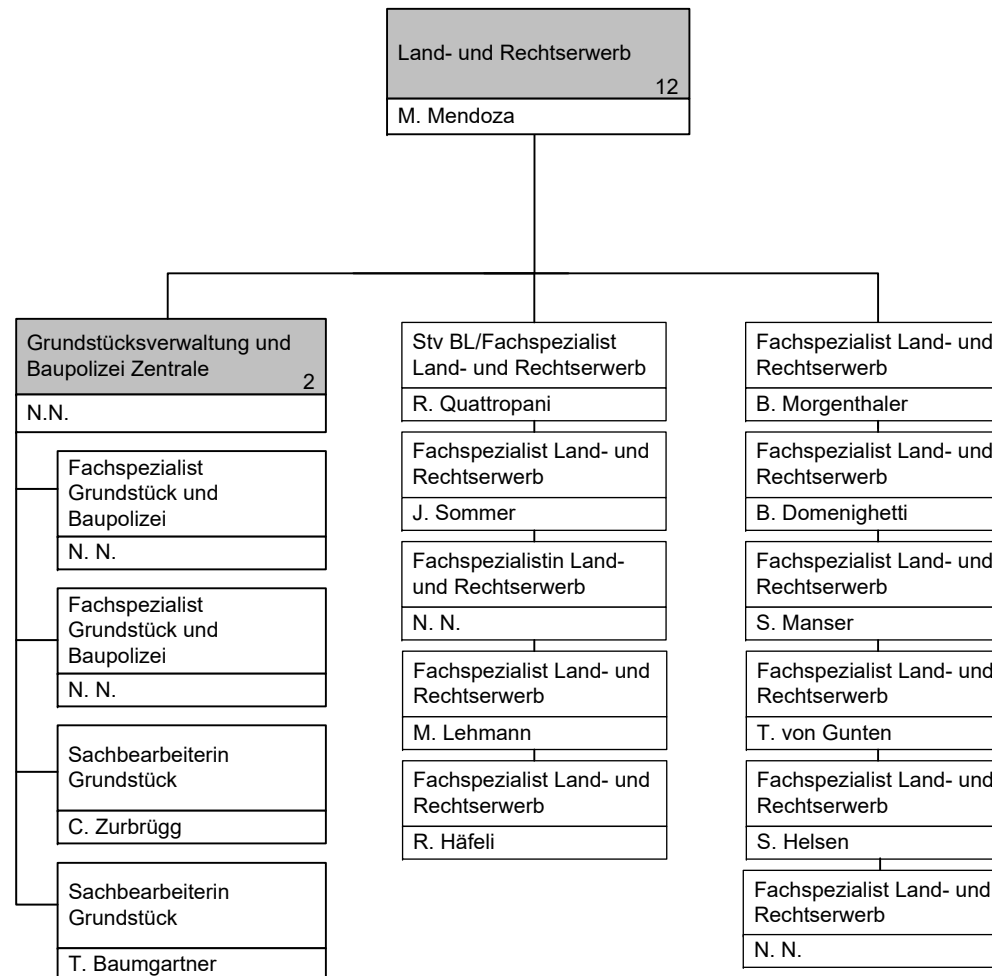 Land- und Rechtserwerb
12
M. Mendoza
Grundstücksverwaltung und
Baupolizei Zentrale
2
N.N.
Fachspezialist
Grundstück und
Baupolizei
N. N.
Fachspezialist
Grundstück und
Baupolizei
N. N.
Sachbearbeiterin
Grundstück
C. Zurbrügg
Sachbearbeiterin
Grundstück
T. Baumgartner
Stv BL/Fachspezialist
Land- und Rechtserwerb
R. Quattropani
Fachspezialist Land- und
Rechtserwerb
J. Sommer
Fachspezialistin Land-
und Rechtserwerb
N. N.
Fachspezialist Land- und
Rechtserwerb
M. Lehmann
Fachspezialist Land- und
Rechtserwerb
R. Häfeli
Fachspezialist Land- und
Rechtserwerb
B. Morgenthaler
Fachspezialist Land- und
Rechtserwerb
B. Domenighetti
Fachspezialist Land- und
Rechtserwerb
S. Manser
Fachspezialist Land- und
Rechtserwerb
T. von Gunten
Fachspezialist Land- und
Rechtserwerb
S. Helsen
Fachspezialist Land- und
Rechtserwerb
N. N.